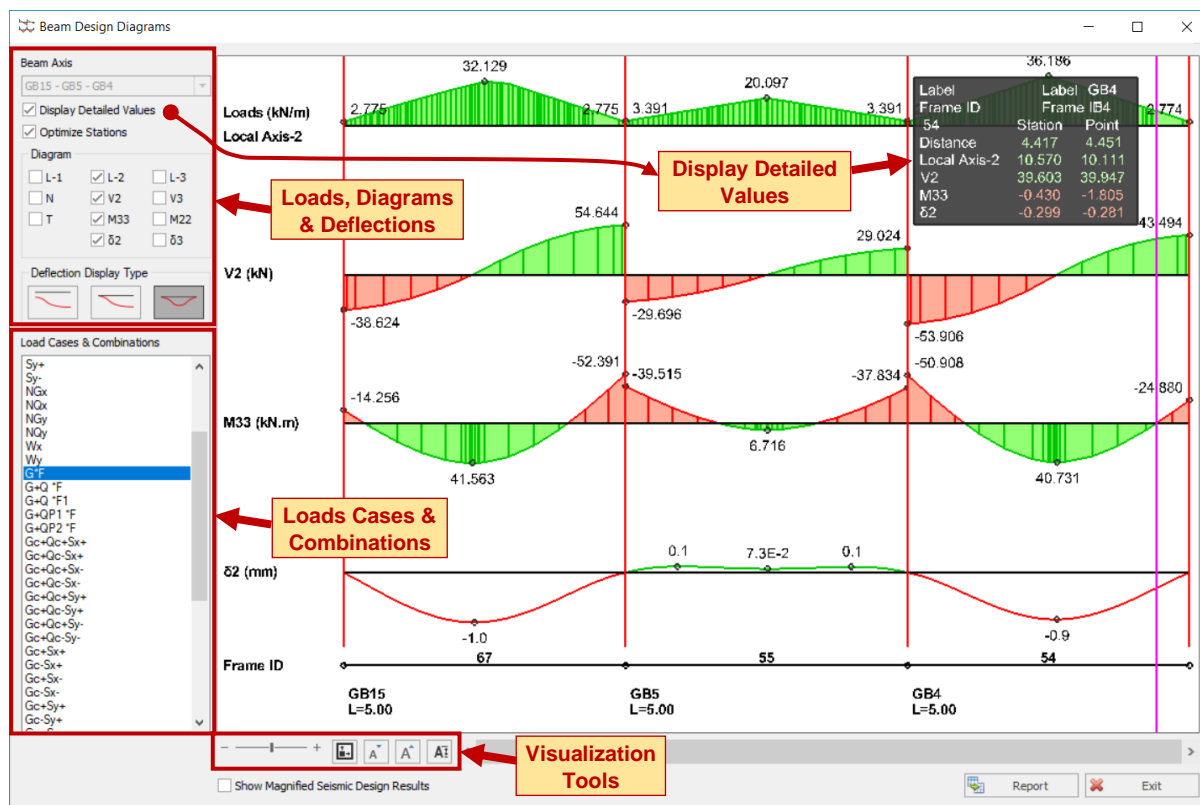 Beam Design Diagrams
Beam Axis
GB15 - GB5 - GB4
Display Detailed Values
Optimize Stations
Diagram
L-1 L-2 L-3
N V2 V3
T M33 M22
δ2 δ3
Deflection Display Type
Load Cases & Combinations
Sy+
Sy-
NGx
NQx
NGy
NQy
Wx
Wy
G*F
G+Q *F
G+Q *F1
G+QP1 *F
G+QP2 *F
Gc+Qc+Sx+
Gc+Qc-Sx+
Gc+Qc+Sx-
Gc+Qc-Sx-
Gc+Qc+Sy+
Gc+Qc-Sy+
Gc+Qc+Sy-
Gc+Qc-Sy-
Gc+Sx+
Gc-Sx+
Gc+Sx-
Gc-Sx-
Gc+Sy+
Gc-Sy+
Loads, Diagrams
& Deflections
Loads Cases &
Combinations
Display Detailed
Values
Visualization
Tools
Loads (kN/m)
Local Axis-2
2.775 32.129 2.775 3.391 20.097 3.391 36.186 2.774
Label Label GB4
Frame ID Frame ID 54
54 Station Point
Distance 4.417 4.451
Local Axis-2 10.570 10.111
V2 39.603 39.947
M33 -0.430 -1.805
δ2 -0.299 -0.281
V2 (kN)
-38.624 54.644 -29.696 29.024 -53.906 43.494
M33 (kN.m)
-14.256 41.563 -52.391 -39.515 6.716 -37.834 -50.908 40.731 -24.880
δ2 (mm)
-1.0 0.1 7.3E-2 0.1 -0.9
Frame ID 67 55 54
GB15 GB5 GB4
L=5.00 L=5.00 L=5.00
- + A A A
Show Magnified Seismic Design Results
Report Exit